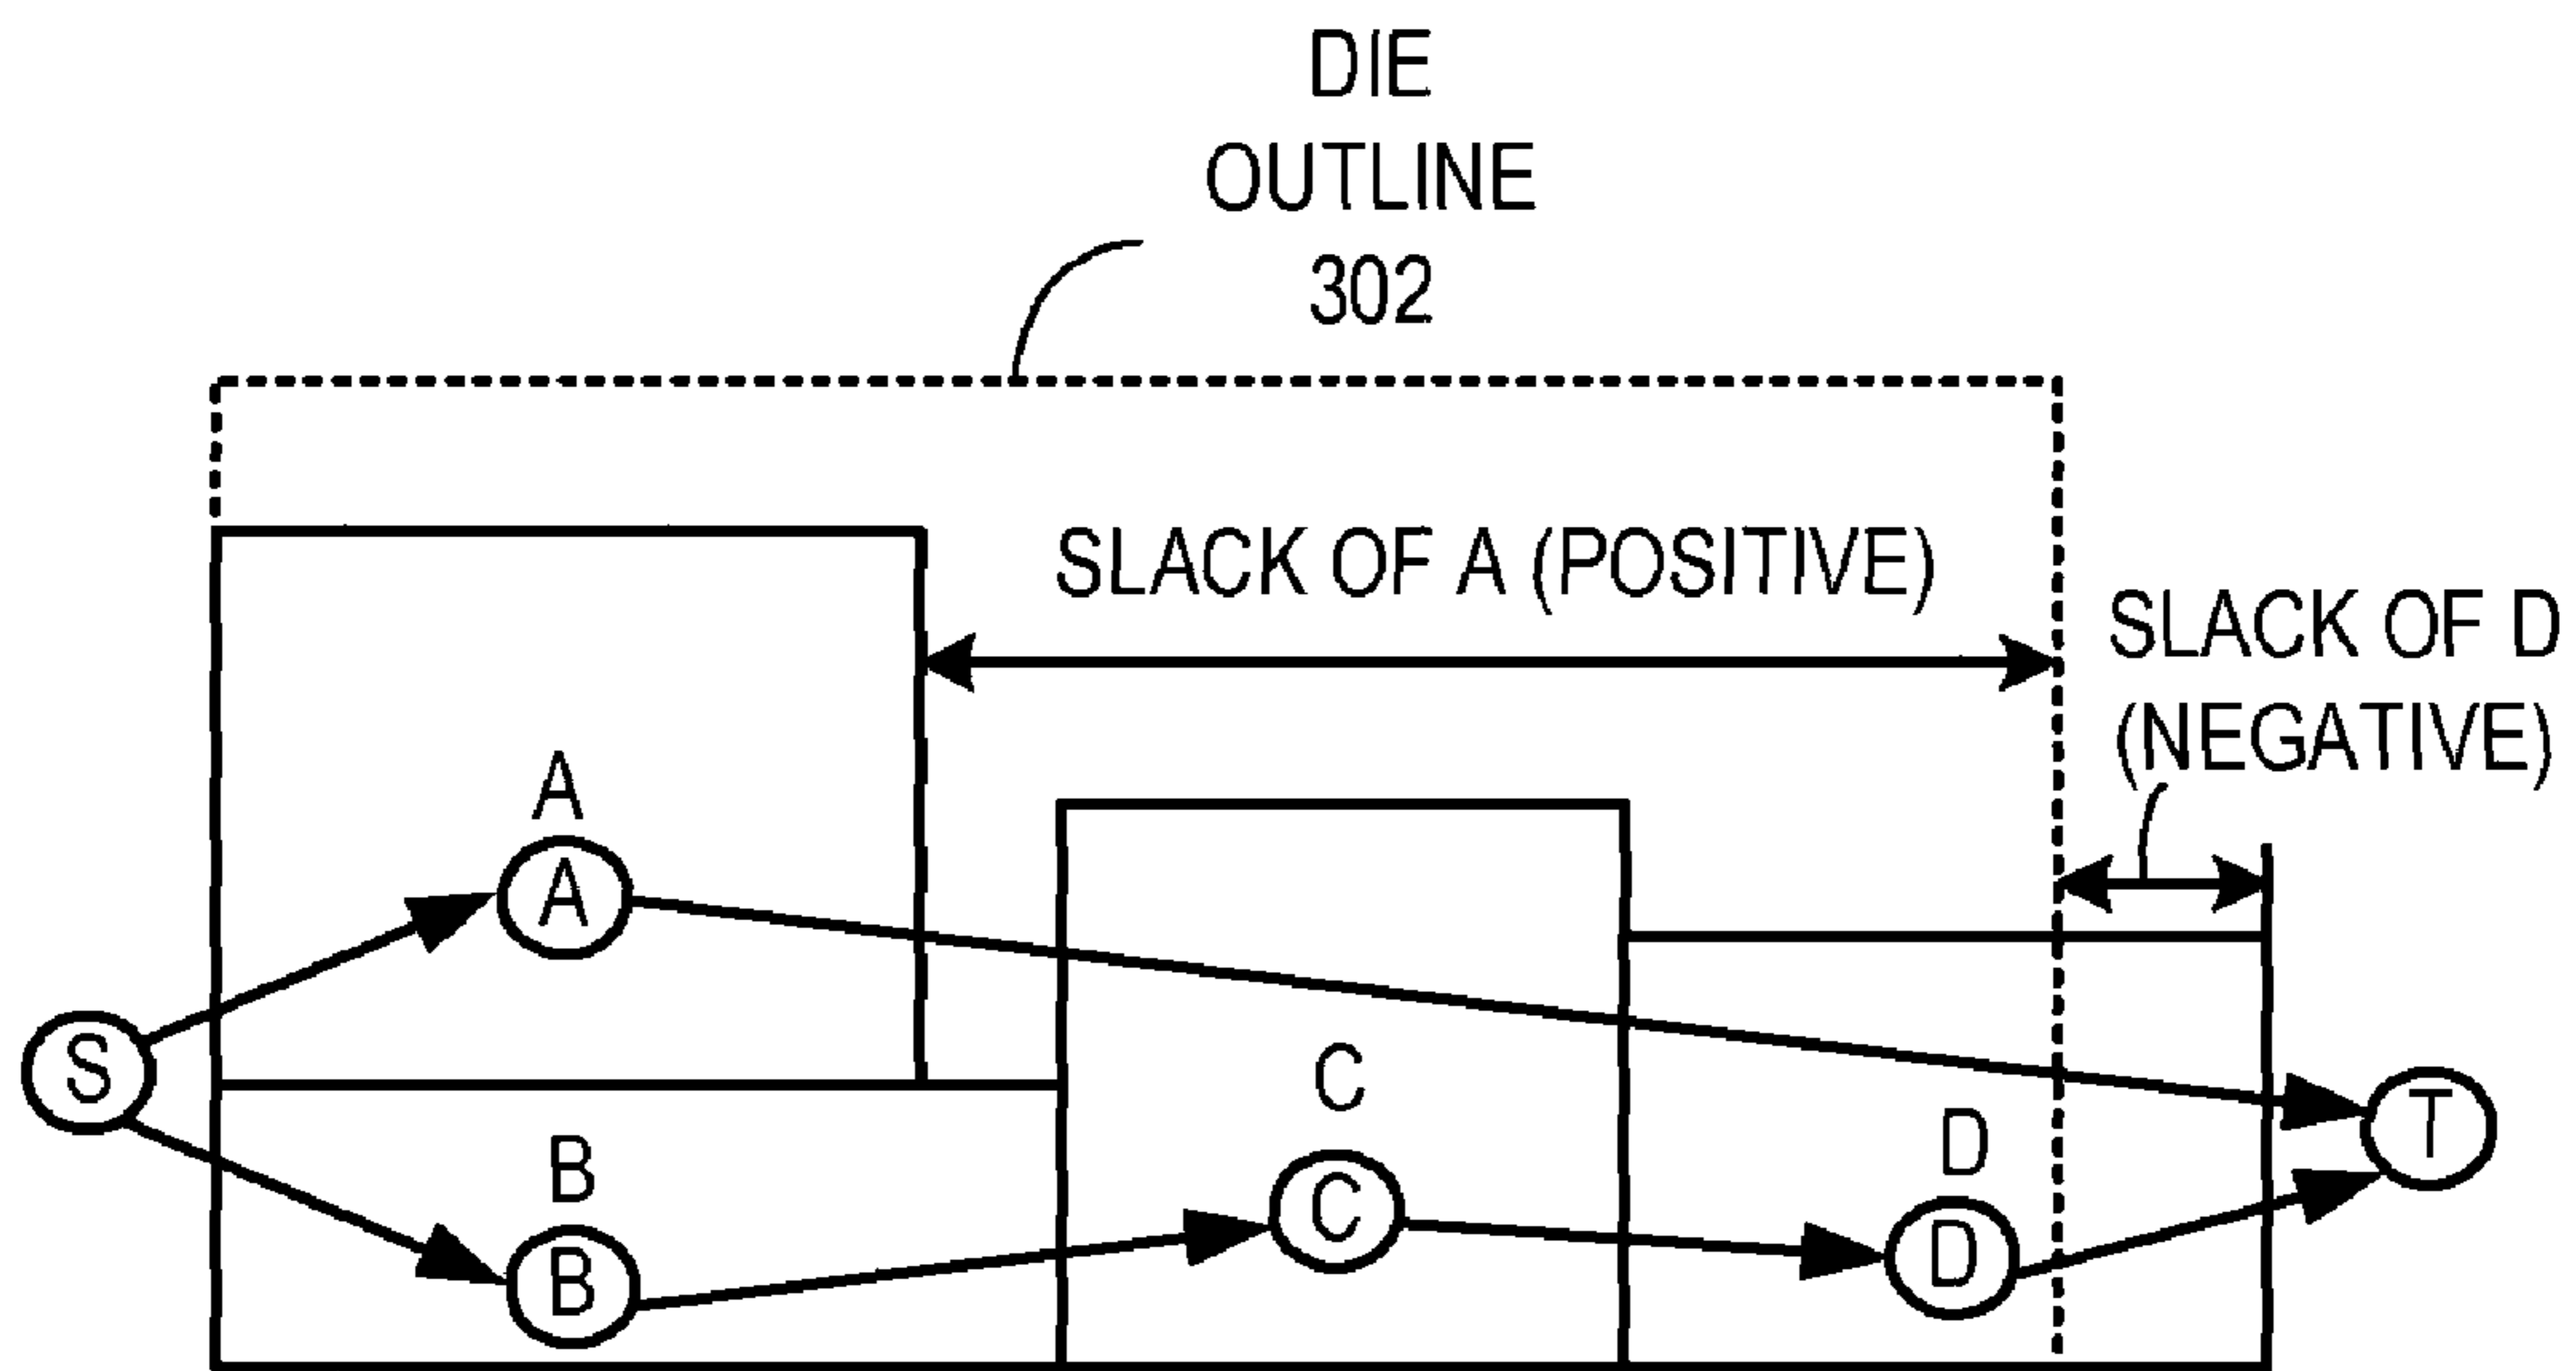 DIE
OUTLINE
302
SLACK OF A (POSITIVE)
SLACK OF D
(NEGATIVE)
A
A
S
C
T
B
D
C
B
D